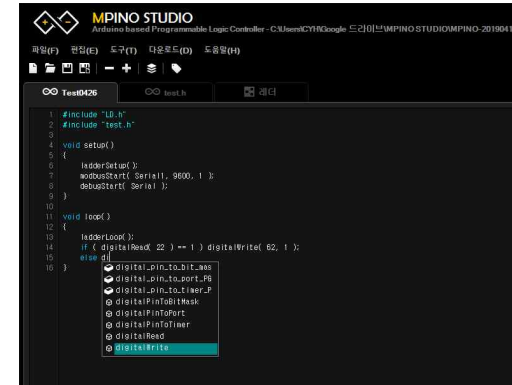 MPINO STUDIO
Arduino based Programmable Logic Controller - C:\Users\CYH\Google 드라이브\MPINO STUDIO\MPINO-201904
파일(F) 편집(E) 도구(T) 다운로드(D) 도움말(H)
Test0426 test.h 레더
1 #include "LD.h"
2 #include "test.h"
3
4 void setup()
5 {
6 ladderSetup();
7 modbusStart( Serial1, 9600, 1 );
8 debugStart( Serial );
9 }
10
11 void loop()
12 {
13 ladderLoop();
14 if ( digitalRead( 22 ) == 1 ) digitalWrite( 62, 1 );
15 else di
16 }
digital_pin_to_bit_mas
digital_pin_to_port_PG
digital_pin_to_timer_P
digitalPinToBitMask
digitalPinToPort
digitalPinToTimer
digitalRead
digitalWrite